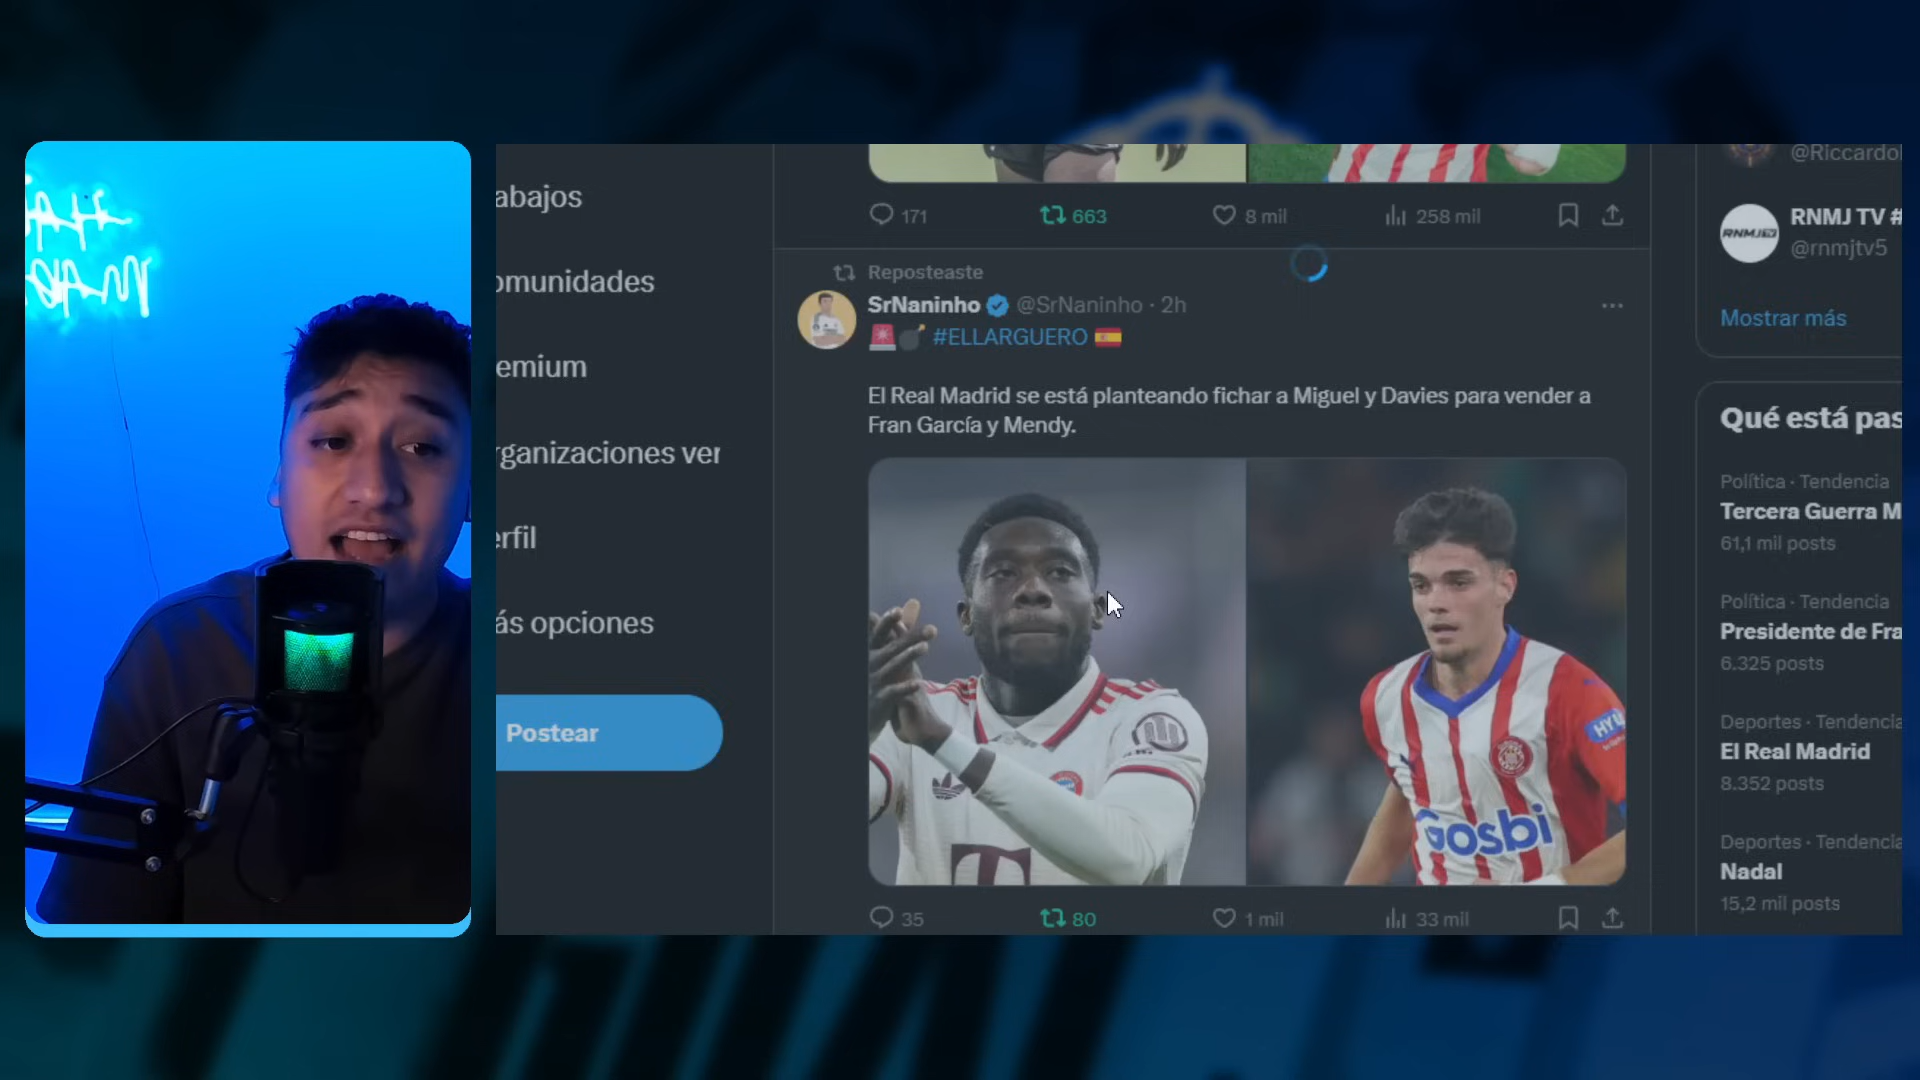 abajos
omunidades
emium
rganizaciones ver
erfil
ás opciones
Postear
171
663
8 mil
258 mil
Reposteaste
SrNaninho @SrNaninho · 2h
#ELLARGUERO
El Real Madrid se está planteando fichar a Miguel y Davies para vender a
Fran García y Mendy.
T
HYU
Gosbi
35
80
1 mil
33 mil
@Riccardo
RNMJTV
RNMJ TV #
@rnmjtv5
Mostrar más
Qué está pas
Política · Tendencia
Tercera Guerra M
61,1 mil posts
Política · Tendencia
Presidente de Fra
6.325 posts
Deportes · Tendencia
El Real Madrid
8.352 posts
Deportes · Tendencia
Nadal
15,2 mil posts